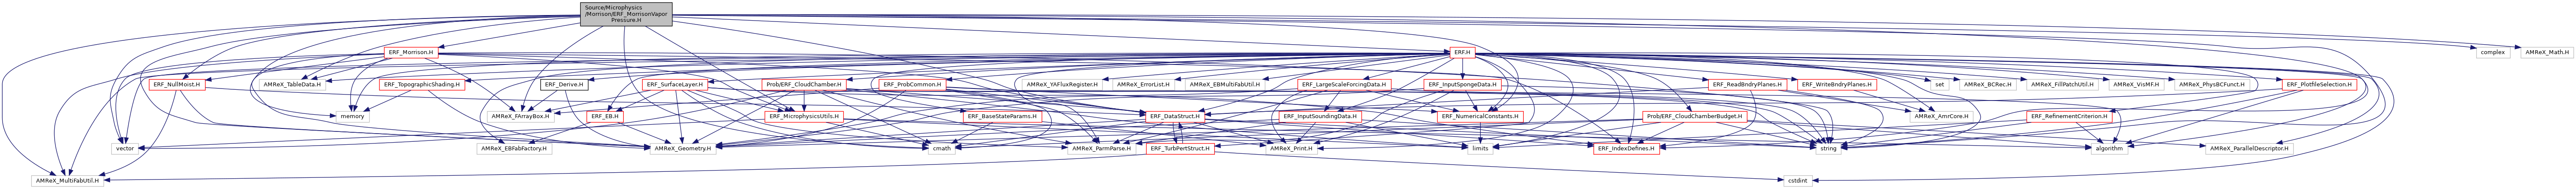 Source/Microphysics
/Morrison/ERF_MorrisonVapor
Pressure.H
ERF_Morrison.H
ERF.H
complex
AMReX_Math.H
ERF_NullMoist.H
AMReX_TableData.H
ERF_TopographicShading.H
ERF_Derive.H
ERF_SurfaceLayer.H
Prob/ERF_CloudChamber.H
ERF_ProbCommon.H
AMReX_YAFluxRegister.H
AMReX_ErrorList.H
AMReX_EBMultiFabUtil.H
ERF_LargeScaleForcingData.H
ERF_InputSpongeData.H
ERF_ReadBndryPlanes.H
ERF_WriteBndryPlanes.H
set
AMReX_BCRec.H
AMReX_FillPatchUtil.H
AMReX_VisMF.H
AMReX_PhysBCFunct.H
ERF_PlotfileSelection.H
memory
AMReX_FArrayBox.H
ERF_EB.H
ERF_MicrophysicsUtils.H
ERF_BaseStateParams.H
ERF_DataStruct.H
ERF_InputSoundingData.H
ERF_NumericalConstants.H
Prob/ERF_CloudChamberBudget.H
AMReX_AmrCore.H
ERF_RefinementCriterion.H
vector
AMReX_EBFabFactory.H
AMReX_Geometry.H
cmath
AMReX_ParmParse.H
ERF_TurbPertStruct.H
AMReX_Print.H
limits
ERF_IndexDefines.H
string
algorithm
AMReX_ParallelDescriptor.H
AMReX_MultiFabUtil.H
cstdint